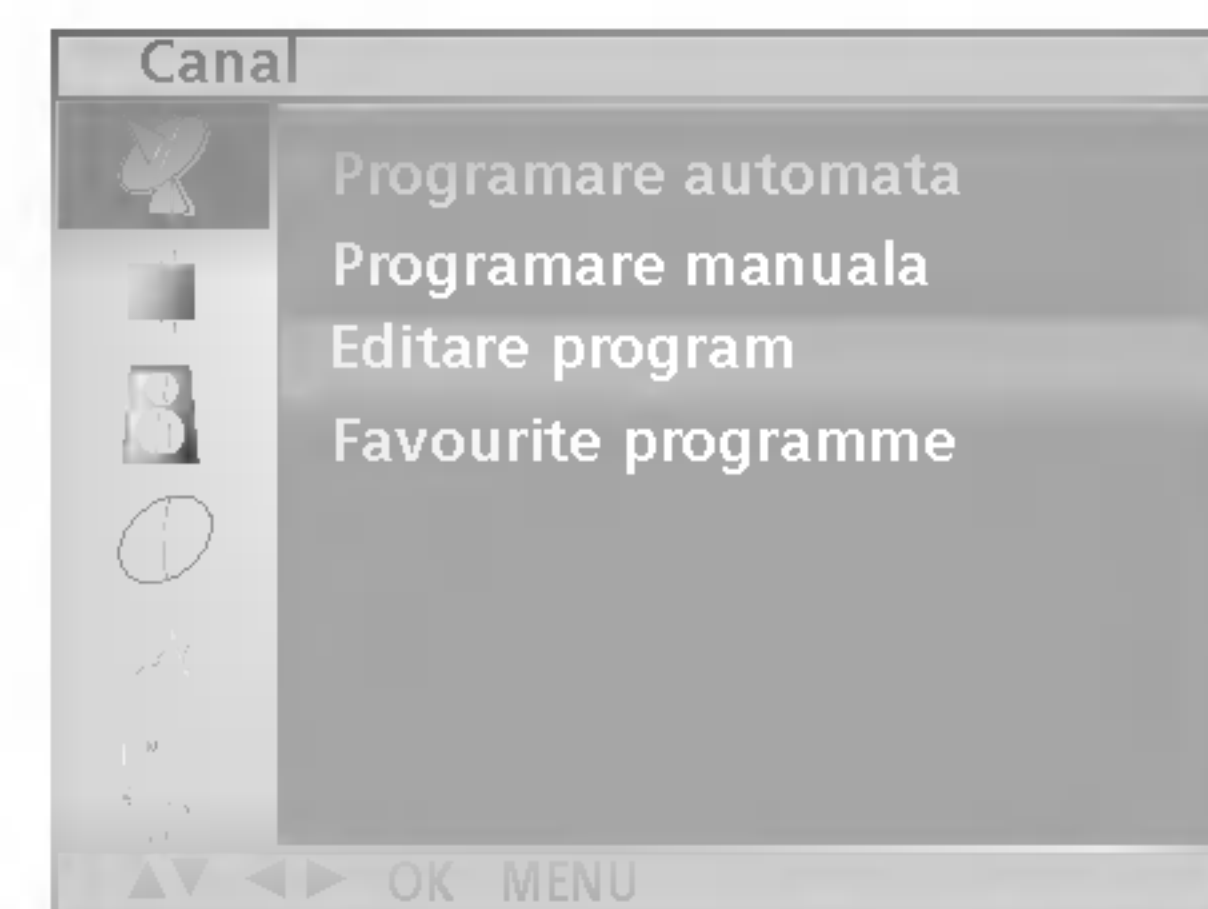 Canal
Programare automata
Programare manuala
Editare program
Favourite programme
▲▼ ◀▶ OK MENU